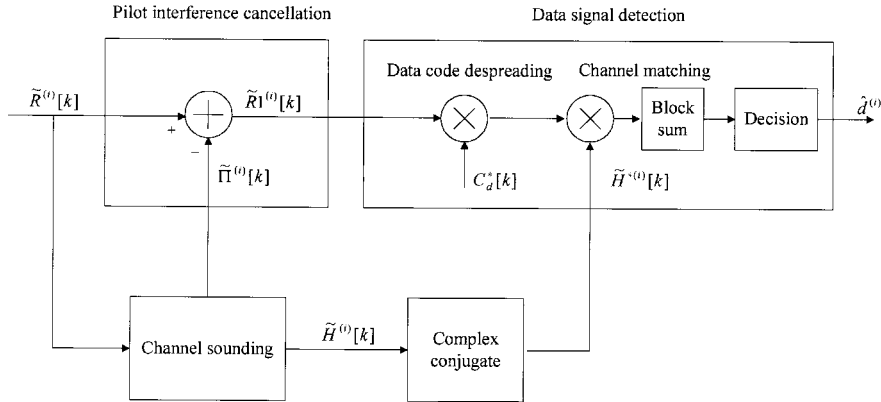 Pilot interference cancellation
Data signal detection
Data code despreading
Channel matching
R̃⁽ⁱ⁾[k]
+
−
R̃1⁽ⁱ⁾[k]
Block
sum
Decision
d̂⁽ⁱ⁾
Π̃⁽ⁱ⁾[k]
C*_d[k]
H̃*⁽ⁱ⁾[k]
Channel sounding
H̃⁽ⁱ⁾[k]
Complex
conjugate